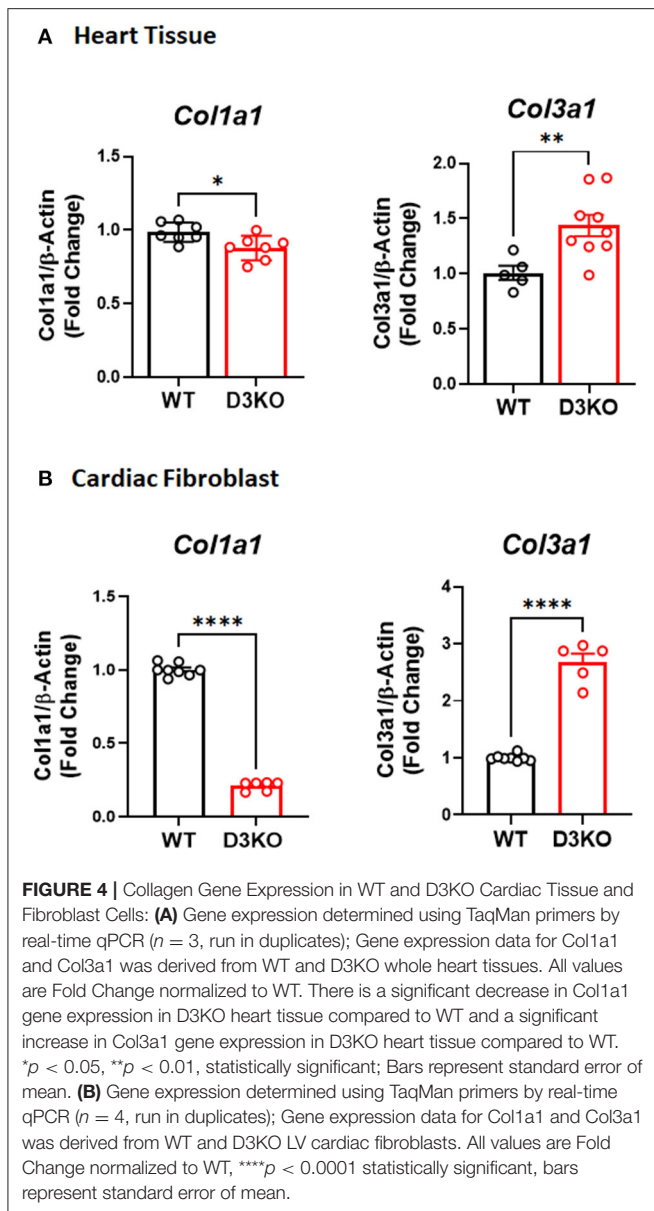 A Heart Tissue
Col1a1
Col3a1
*
**
Col1a1/β-Actin
(Fold Change)
1.5
1.0
0.5
0.0
WT D3KO
Col3a1/β-Actin
(Fold Change)
2.0
1.5
1.0
0.5
0.0
WT D3KO
B Cardiac Fibroblast
Col1a1
Col3a1
****
****
Col1a1/β-Actin
(Fold Change)
1.5
1.0
0.5
0.0
WT D3KO
Col3a1/β-Actin
(Fold Change)
4
3
2
1
0
WT D3KO
FIGURE 4 | Collagen Gene Expression in WT and D3KO Cardiac Tissue and
Fibroblast Cells: (A) Gene expression determined using TaqMan primers by
real-time qPCR (n = 3, run in duplicates); Gene expression data for Col1a1
and Col3a1 was derived from WT and D3KO whole heart tissues. All values
are Fold Change normalized to WT. There is a significant decrease in Col1a1
gene expression in D3KO heart tissue compared to WT and a significant
increase in Col3a1 gene expression in D3KO heart tissue compared to WT.
*p < 0.05, **p < 0.01, statistically significant; Bars represent standard error of
mean. (B) Gene expression determined using TaqMan primers by real-time
qPCR (n = 4, run in duplicates); Gene expression data for Col1a1 and Col3a1
was derived from WT and D3KO LV cardiac fibroblasts. All values are Fold
Change normalized to WT, ****p < 0.0001 statistically significant, bars
represent standard error of mean.